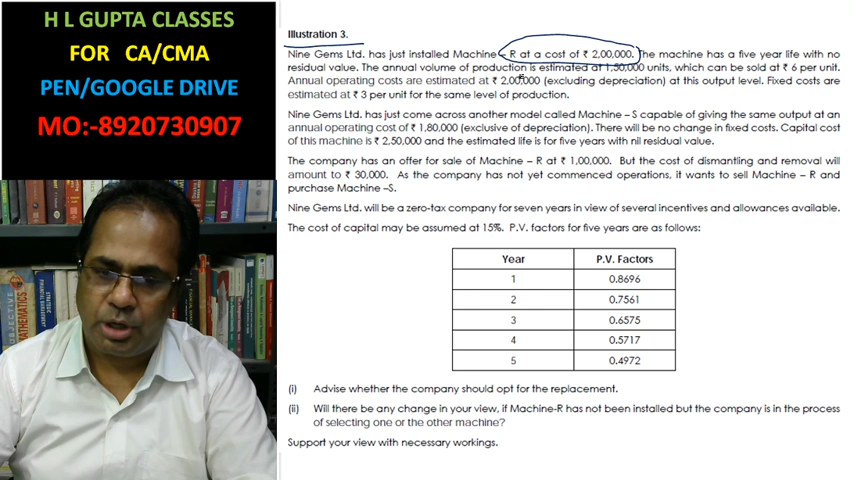 H L GUPTA CLASSES
FOR CA/CMA
PEN/GOOGLE DRIVE
MO:-8920730907
Illustration 3.
Nine Gems Ltd. has just installed Machine – R at a cost of ₹ 2,00,000. The machine has a five year life with no
residual value. The annual volume of production is estimated at 1,50,000 units, which can be sold at ₹ 6 per unit.
Annual operating costs are estimated at ₹ 2,00,000 (excluding depreciation) at this output level. Fixed costs are
estimated at ₹ 3 per unit for the same level of production.
Nine Gems Ltd. has just come across another model called Machine – S capable of giving the same output at an
annual operating cost of ₹ 1,80,000 (exclusive of depreciation). There will be no change in fixed costs. Capital cost
of this machine is ₹ 2,50,000 and the estimated life is for five years with nil residual value.
The company has an offer for sale of Machine – R at ₹ 1,00,000. But the cost of dismantling and removal will
amount to ₹ 30,000. As the company has not yet commenced operations, it wants to sell Machine – R and
purchase Machine –S.
Nine Gems Ltd. will be a zero-tax company for seven years in view of several incentives and allowances available.
The cost of capital may be assumed at 15%. P.V. factors for five years are as follows:
Year P.V. Factors
1 0.8696
2 0.7561
3 0.6575
4 0.5717
5 0.4972
(i) Advise whether the company should opt for the replacement.
(ii) Will there be any change in your view, if Machine-R has not been installed but the company is in the process
of selecting one or the other machine?
Support your view with necessary workings.